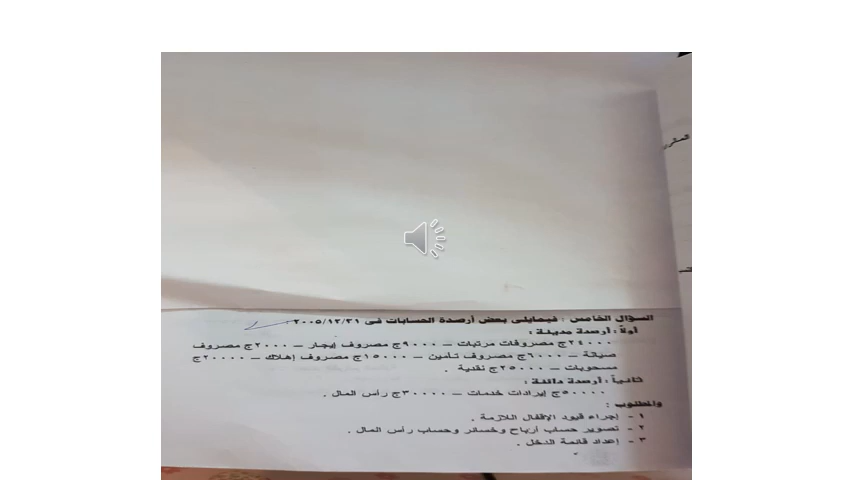 السؤال الخامس : فيمايلى بعض أرصدة الحسابات فى ٢٠٠٥/١٢/٣١ :
أولاً : أرصدة مدينة :
٢٤٠٠٠ج مصروفات مرتبات – ٩٠٠٠ج مصروف إيجار – ٢٠٠٠ج مصروف
صيانة – ٦٠٠٠ج مصروف تأمين – ١٥٠٠٠ج مصروف إهلاك – ٢٠٠٠٠ج
مسحوبات – ٢٥٠٠٠ج نقدية .
ثانياً : أرصدة دائنة :
٥٠٠٠٠ج إيرادات خدمات – ٣٠٠٠٠ج رأس المال .
والمطلوب :
١ - إجراء قيود الإقفال اللازمة .
٢ - تصوير حساب أرباح وخسائر وحساب رأس المال .
٣ - إعداد قائمة الدخل .